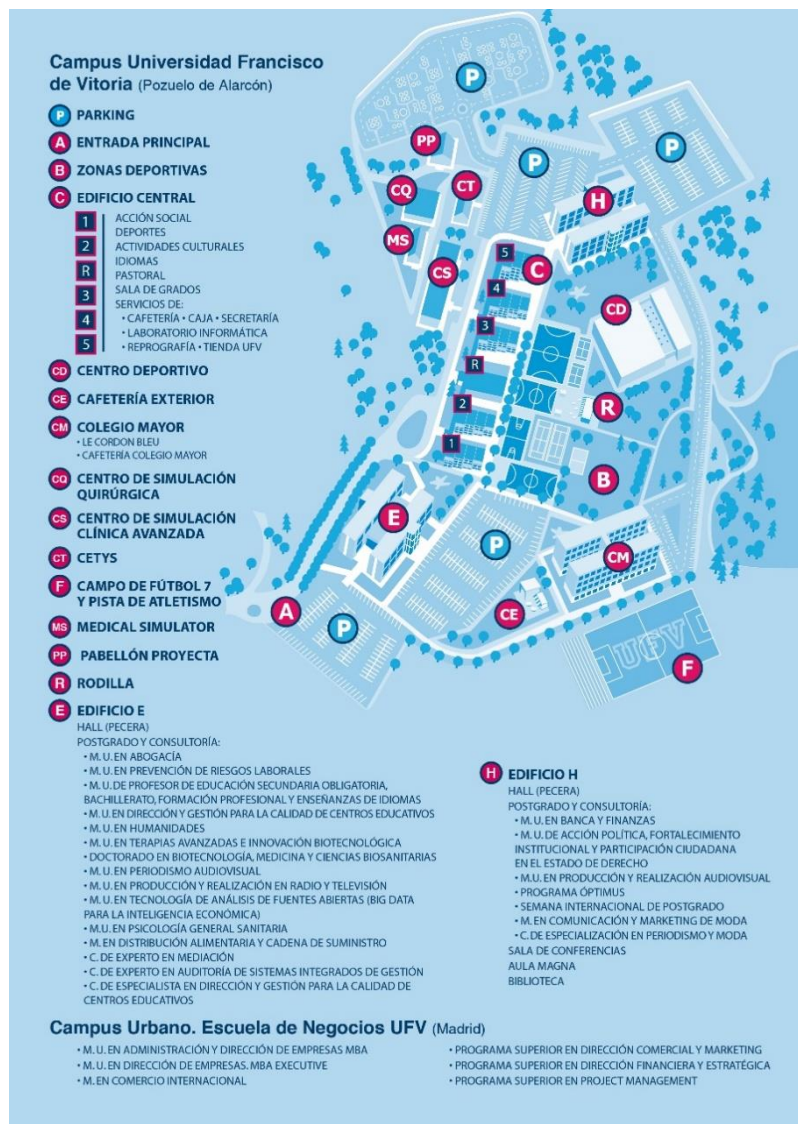 Campus Universidad Francisco
de Vitoria (Pozuelo de Alarcón)
P PARKING
A ENTRADA PRINCIPAL
B ZONAS DEPORTIVAS
C EDIFICIO CENTRAL
1
2
R
3
4
5
ACCIÓN SOCIAL
DEPORTES
ACTIVIDADES CULTURALES
IDIOMAS
PASTORAL
SALA DE GRADOS
SERVICIOS DE:
• CAFETERÍA • CAJA • SECRETARÍA
• LABORATORIO INFORMÁTICA
• REPROGRAFÍA • TIENDA UFV
CD CENTRO DEPORTIVO
CE CAFETERÍA EXTERIOR
CM COLEGIO MAYOR
• LE CORDON BLEU
• CAFETERÍA COLEGIO MAYOR
CQ CENTRO DE SIMULACIÓN
QUIRÚRGICA
CS CENTRO DE SIMULACIÓN
CLÍNICA AVANZADA
CT CETYS
F CAMPO DE FÚTBOL 7
Y PISTA DE ATLETISMO
MS MEDICAL SIMULATOR
PP PABELLÓN PROYECTA
R RODILLA
E EDIFICIO E
HALL (PECERA)
POSTGRADO Y CONSULTORÍA:
• M. U. EN ABOGACÍA
• M. U. EN PREVENCIÓN DE RIESGOS LABORALES
• M. U. DE PROFESOR DE EDUCACIÓN SECUNDARIA OBLIGATORIA,
BACHILLERATO, FORMACIÓN PROFESIONAL Y ENSEÑANZAS DE IDIOMAS
• M. U. EN DIRECCIÓN Y GESTIÓN PARA LA CALIDAD DE CENTROS EDUCATIVOS
• M. U. EN HUMANIDADES
• M. U. EN TERAPIAS AVANZADAS E INNOVACIÓN BIOTECNOLÓGICA
• DOCTORADO EN BIOTECNOLOGÍA, MEDICINA Y CIENCIAS BIOSANITARIAS
• M. U. EN PERIODISMO AUDIOVISUAL
• M. U. EN PRODUCCIÓN Y REALIZACIÓN EN RADIO Y TELEVISIÓN
• M. U. EN TECNOLOGÍA DE ANÁLISIS DE FUENTES ABIERTAS (BIG DATA
PARA LA INTELIGENCIA ECONÓMICA)
• M.U. EN PSICOLOGÍA GENERAL SANITARIA
• M. EN DISTRIBUCIÓN ALIMENTARIA Y CADENA DE SUMINISTRO
• C. DE EXPERTO EN MEDIACIÓN
• C. DE EXPERTO EN AUDITORÍA DE SISTEMAS INTEGRADOS DE GESTIÓN
• C. DE ESPECIALISTA EN DIRECCIÓN Y GESTIÓN PARA LA CALIDAD DE
CENTROS EDUCATIVOS
P
PP
P
P
CQ
CT
H
MS
5
C
CS
4
CD
3
R
R
2
1
B
E
P
CM
A
CE
P
UFV
F
H EDIFICIO H
HALL (PECERA)
POSTGRADO Y CONSULTORÍA:
• M. U. EN BANCA Y FINANZAS
• M. U. DE ACCIÓN POLÍTICA, FORTALECIMIENTO
INSTITUCIONAL Y PARTICIPACIÓN CIUDADANA
EN EL ESTADO DE DERECHO
• M.U. EN PRODUCCIÓN Y REALIZACIÓN AUDIOVISUAL
• PROGRAMA ÓPTIMUS
• SEMANA INTERNACIONAL DE POSTGRADO
• M. EN COMUNICACIÓN Y MARKETING DE MODA
• C. DE ESPECIALIZACIÓN EN PERIODISMO Y MODA
SALA DE CONFERENCIAS
AULA MAGNA
BIBLIOTECA
Campus Urbano. Escuela de Negocios UFV (Madrid)
• M. U. EN ADMINISTRACIÓN Y DIRECCIÓN DE EMPRESAS MBA
• M. U. EN DIRECCIÓN DE EMPRESAS. MBA EXECUTIVE
• M. EN COMERCIO INTERNACIONAL
• PROGRAMA SUPERIOR EN DIRECCIÓN COMERCIAL Y MARKETING
• PROGRAMA SUPERIOR EN DIRECCIÓN FINANCIERA Y ESTRATÉGICA
• PROGRAMA SUPERIOR EN PROJECT MANAGEMENT